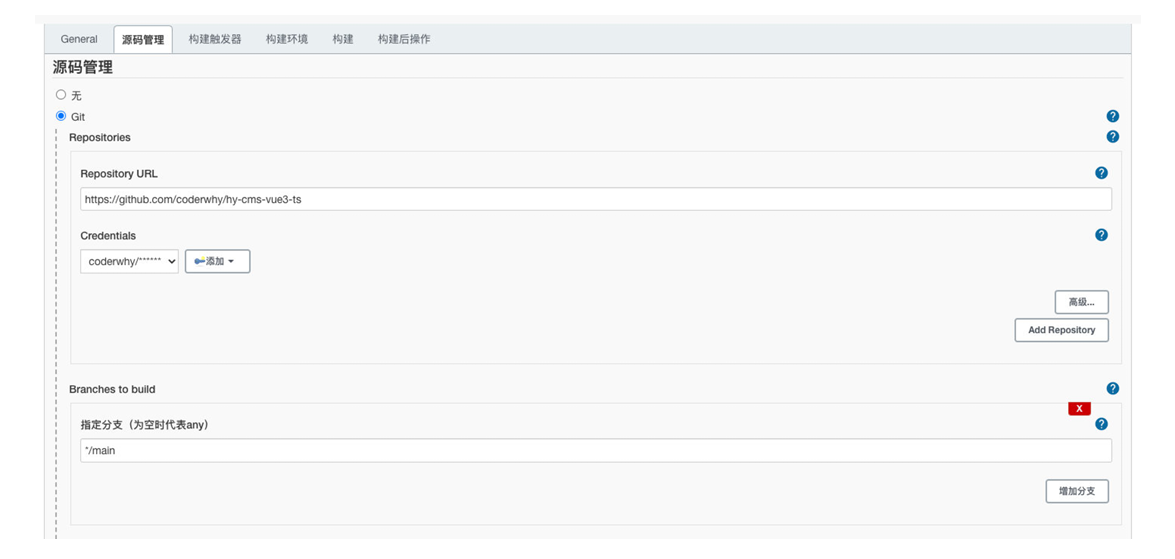 General 源码管理 构建触发器 构建环境 构建 构建后操作
源码管理
无
Git
Repositories
Repository URL
https://github.com/coderwhy/hy-cms-vue3-ts
Credentials
coderwhy/****** 添加
高级...
Add Repository
Branches to build
X
指定分支（为空时代表any）
*/main
增加分支